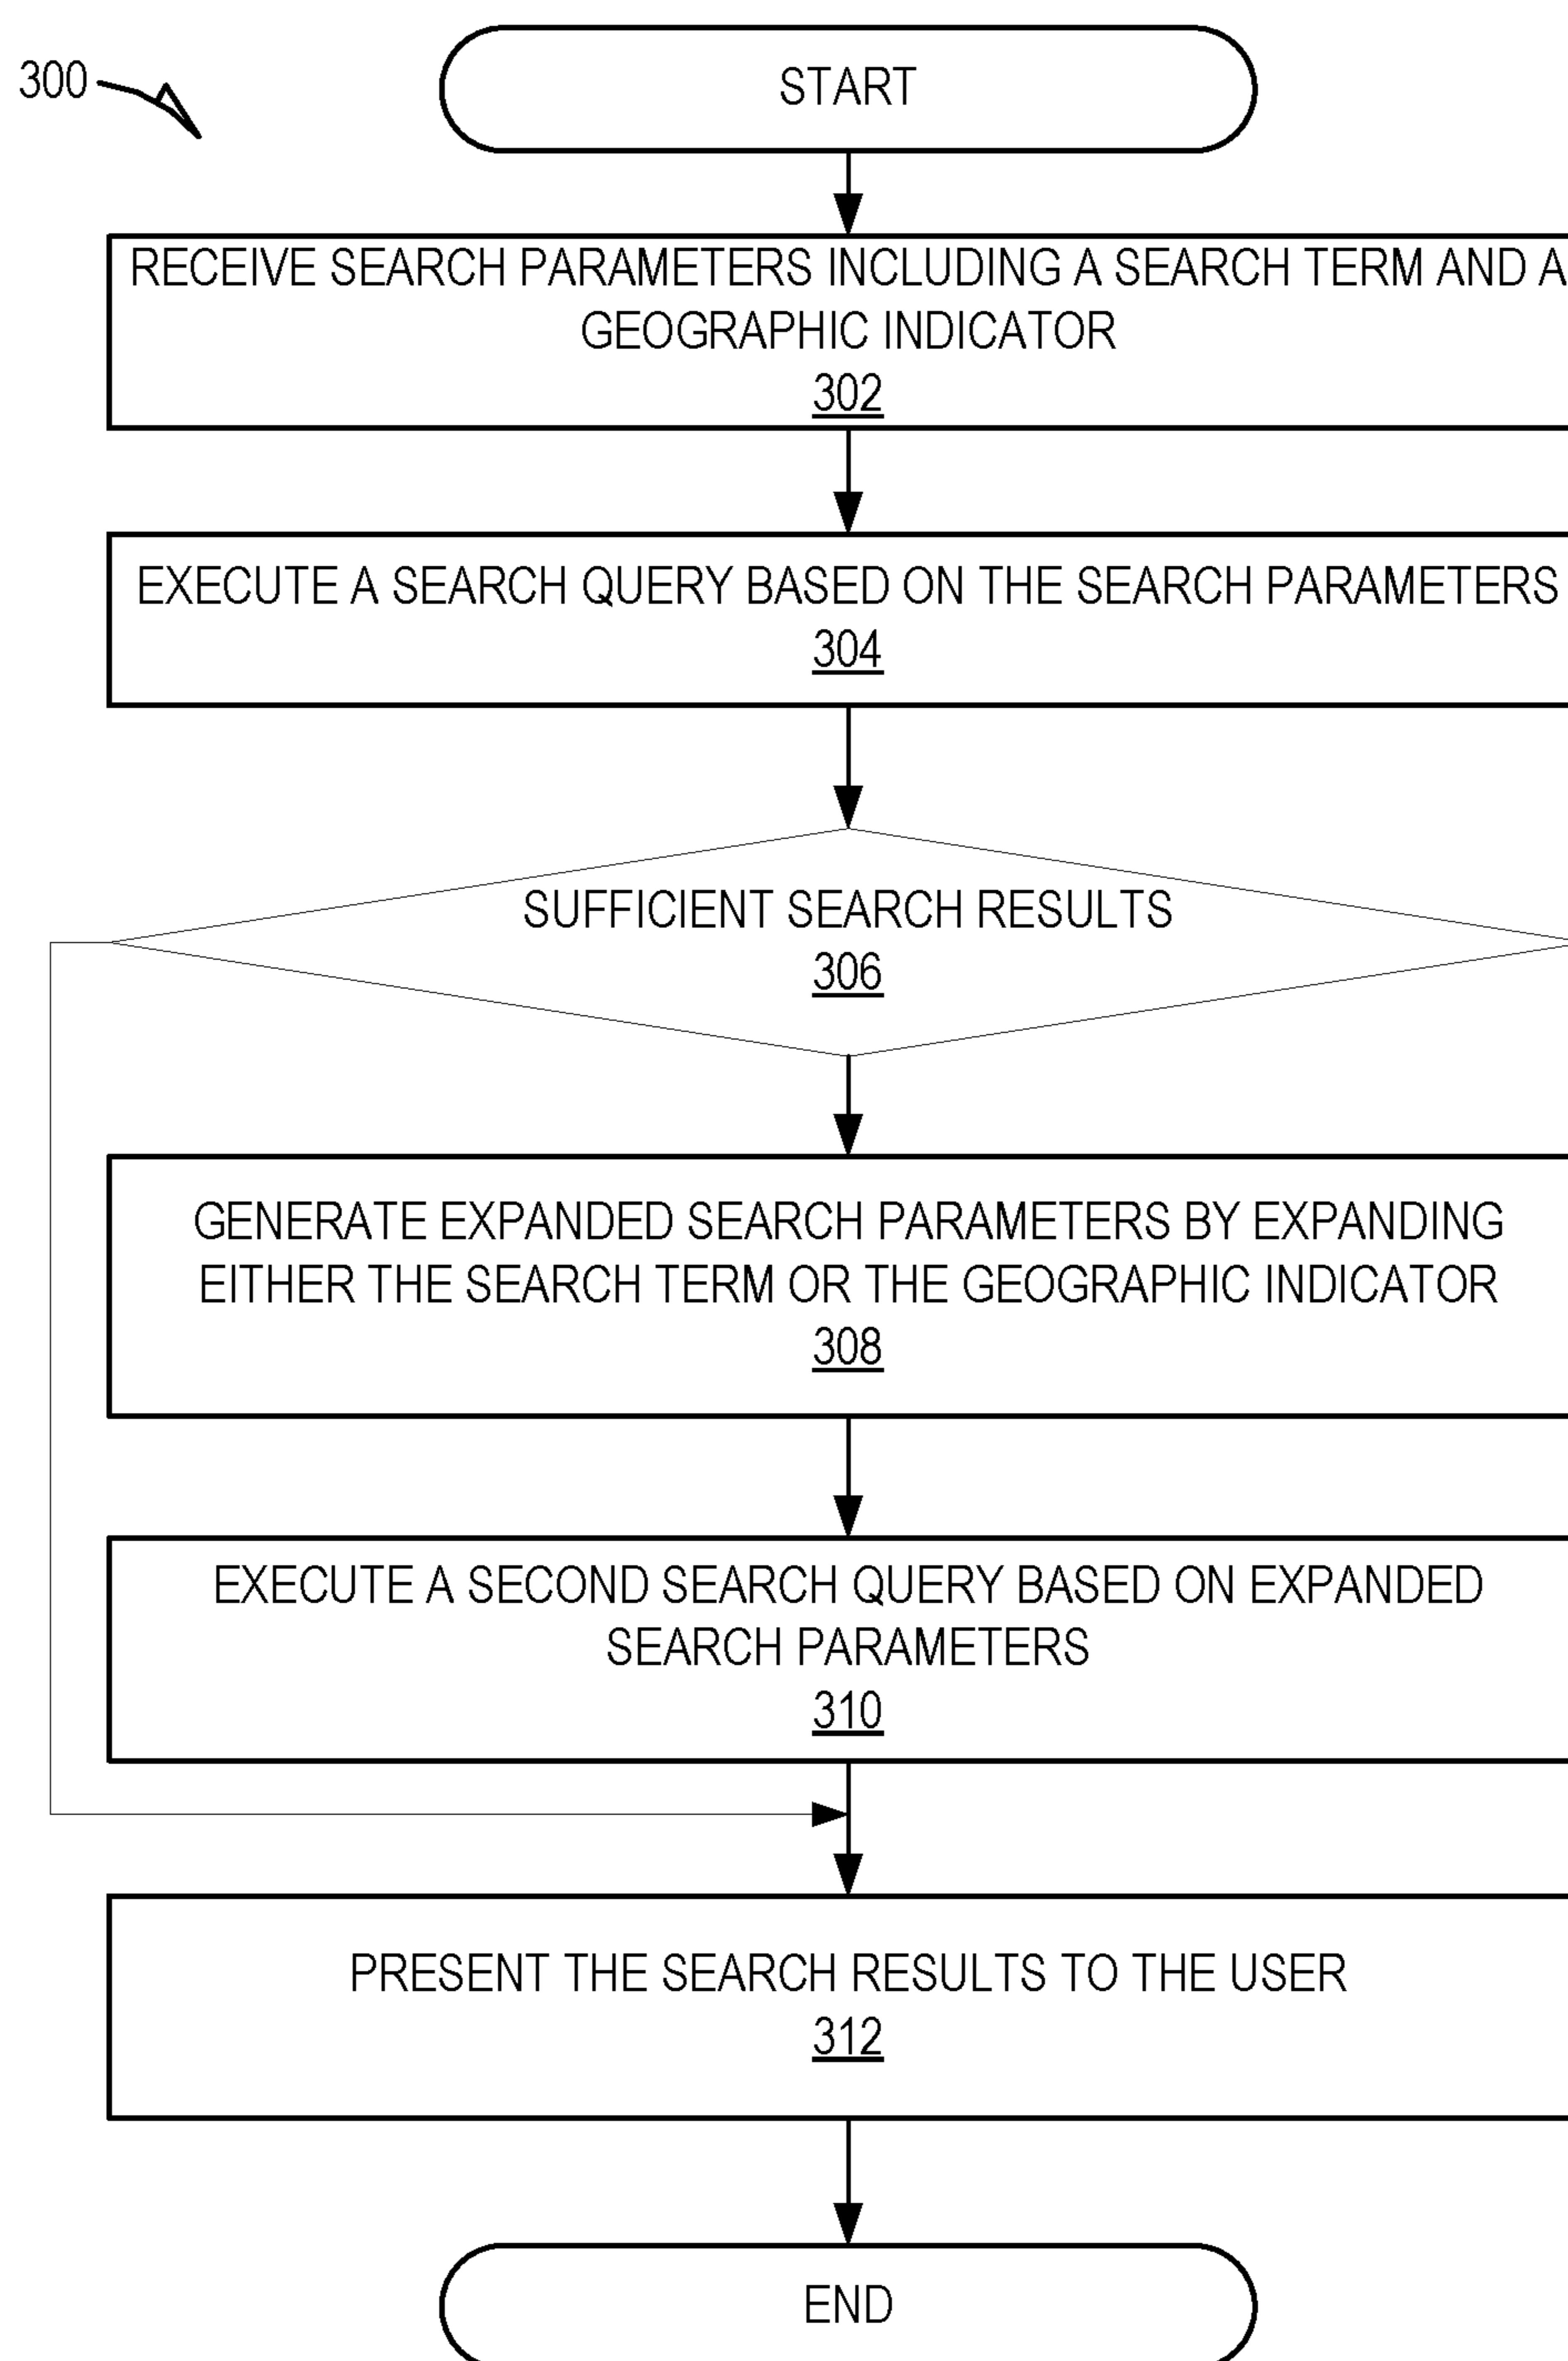 300
START
RECEIVE SEARCH PARAMETERS INCLUDING A SEARCH TERM AND A
GEOGRAPHIC INDICATOR
302
EXECUTE A SEARCH QUERY BASED ON THE SEARCH PARAMETERS
304
SUFFICIENT SEARCH RESULTS
306
GENERATE EXPANDED SEARCH PARAMETERS BY EXPANDING
EITHER THE SEARCH TERM OR THE GEOGRAPHIC INDICATOR
308
EXECUTE A SECOND SEARCH QUERY BASED ON EXPANDED
SEARCH PARAMETERS
310
PRESENT THE SEARCH RESULTS TO THE USER
312
END